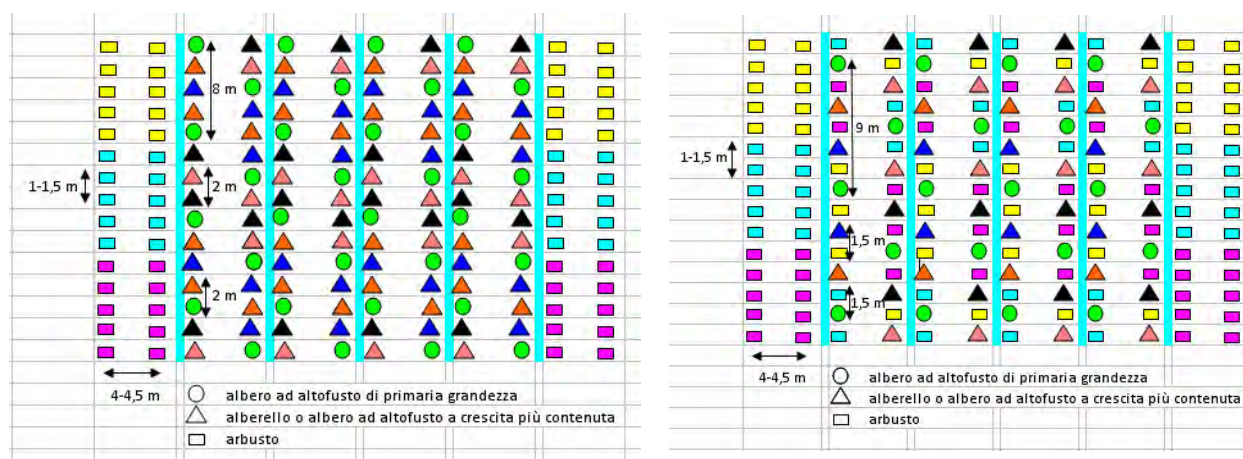 8 m
1-1,5 m
2 m
2 m
4-4,5 m
albero ad altofusto di primaria grandezza
alberello o albero ad altofusto a crescita più contenuta
arbusto
9 m
1-1,5 m
1,5 m
1,5 m
4-4,5 m
albero ad altofusto di primaria grandezza
alberello o albero ad altofusto a crescita più contenuta
arbusto